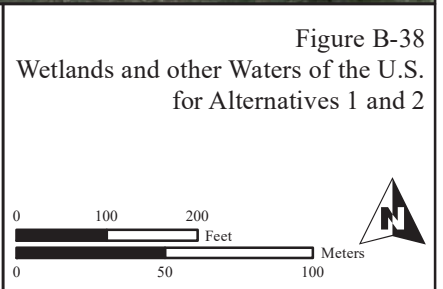 Figure B-38
Wetlands and other Waters of the U.S.
for Alternatives 1 and 2
0 100 200
Feet
Meters
0 50 100
N